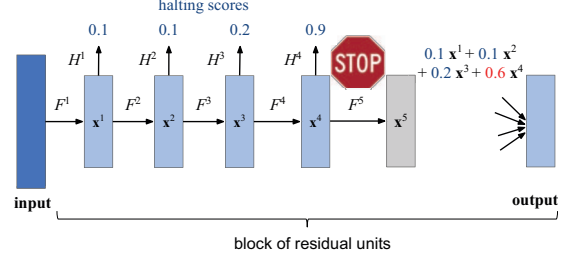 halting scores
0.1 0.1 0.2 0.9
H¹ H² H³ H⁴ STOP
0.1 x¹ + 0.1 x²
+ 0.2 x³ + 0.6 x⁴
F¹ F² F³ F⁴ F⁵
x¹ x² x³ x⁴ x⁵
input output
block of residual units